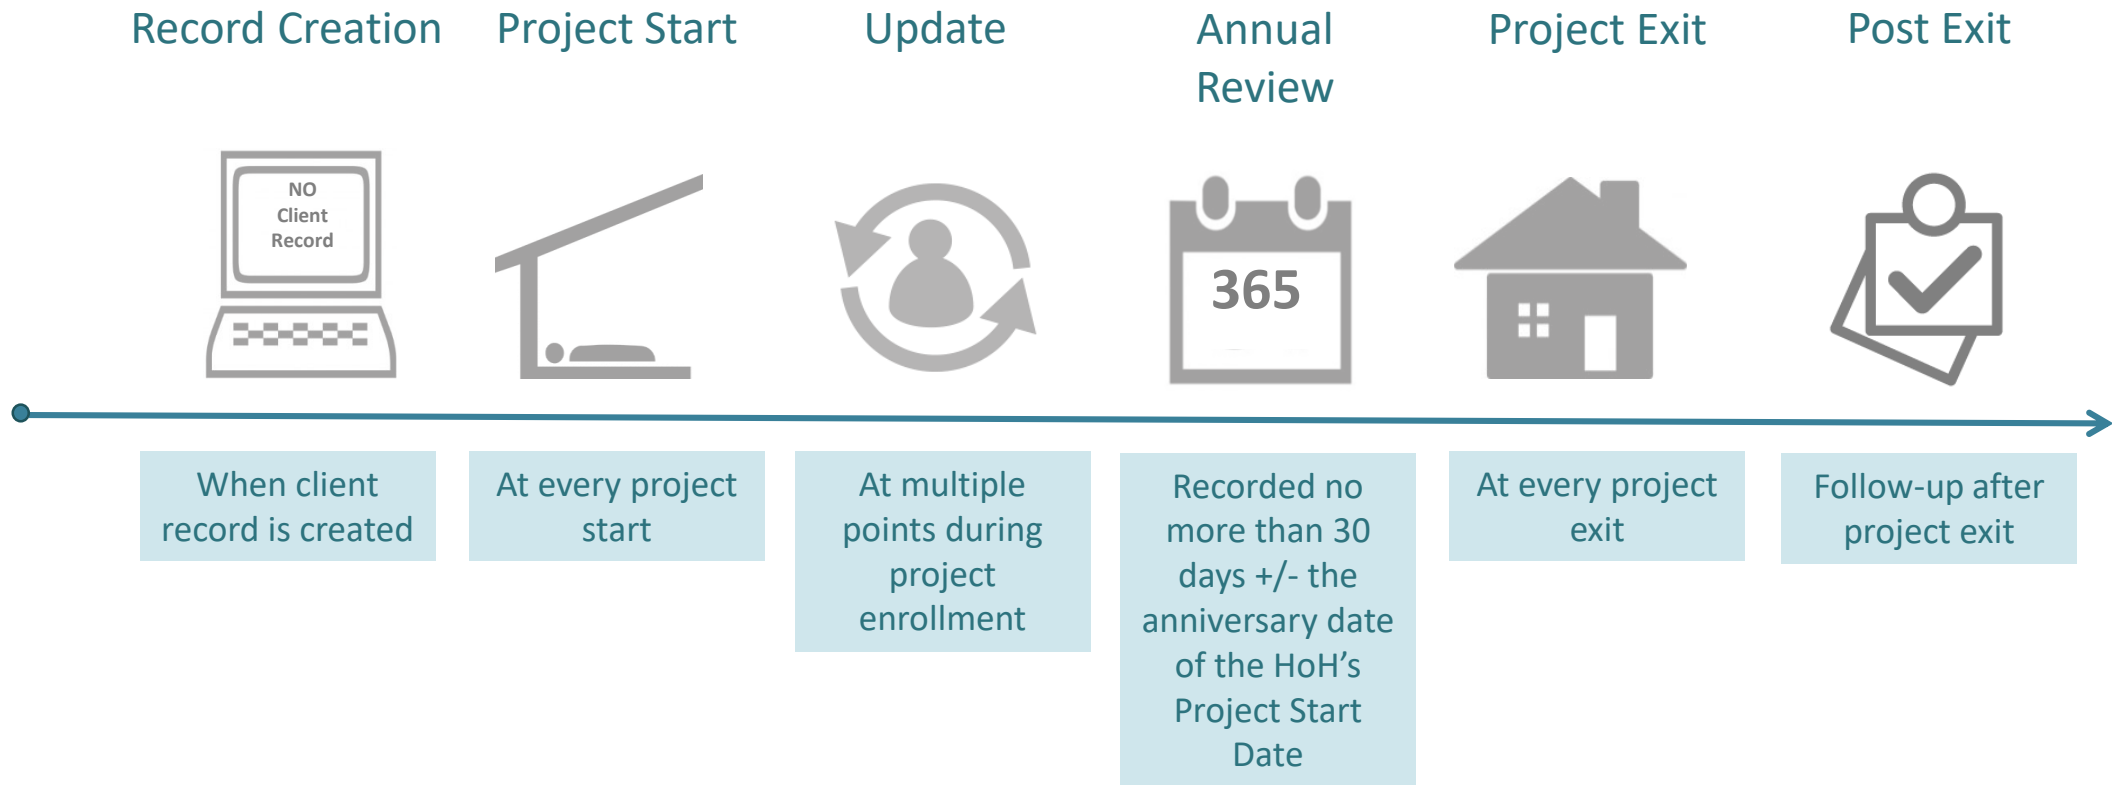 Record Creation
Project Start
Update
Annual
Review
Project Exit
Post Exit
NO
Client
Record
365
When client
record is created
At every project
start
At multiple
points during
project
enrollment
Recorded no
more than 30
days +/- the
anniversary date
of the HoH’s
Project Start
Date
At every project
exit
Follow-up after
project exit